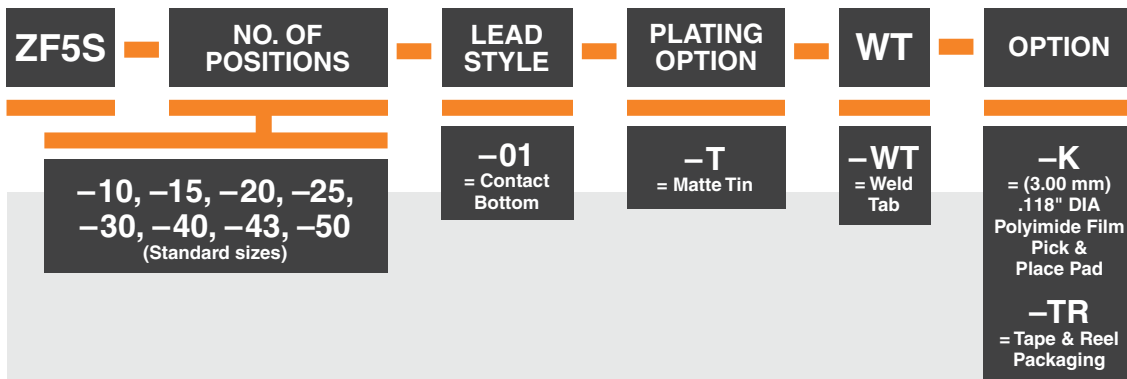 ZF5S
NO. OF
POSITIONS
LEAD
STYLE
PLATING
OPTION
WT
OPTION
–10, –15, –20, –25,
–30, –40, –43, –50
(Standard sizes)
–01
= Contact
Bottom
–T
= Matte Tin
–WT
= Weld
Tab
–K
= (3.00 mm)
.118" DIA
Polyimide Film
Pick &
Place Pad
–TR
= Tape & Reel
Packaging